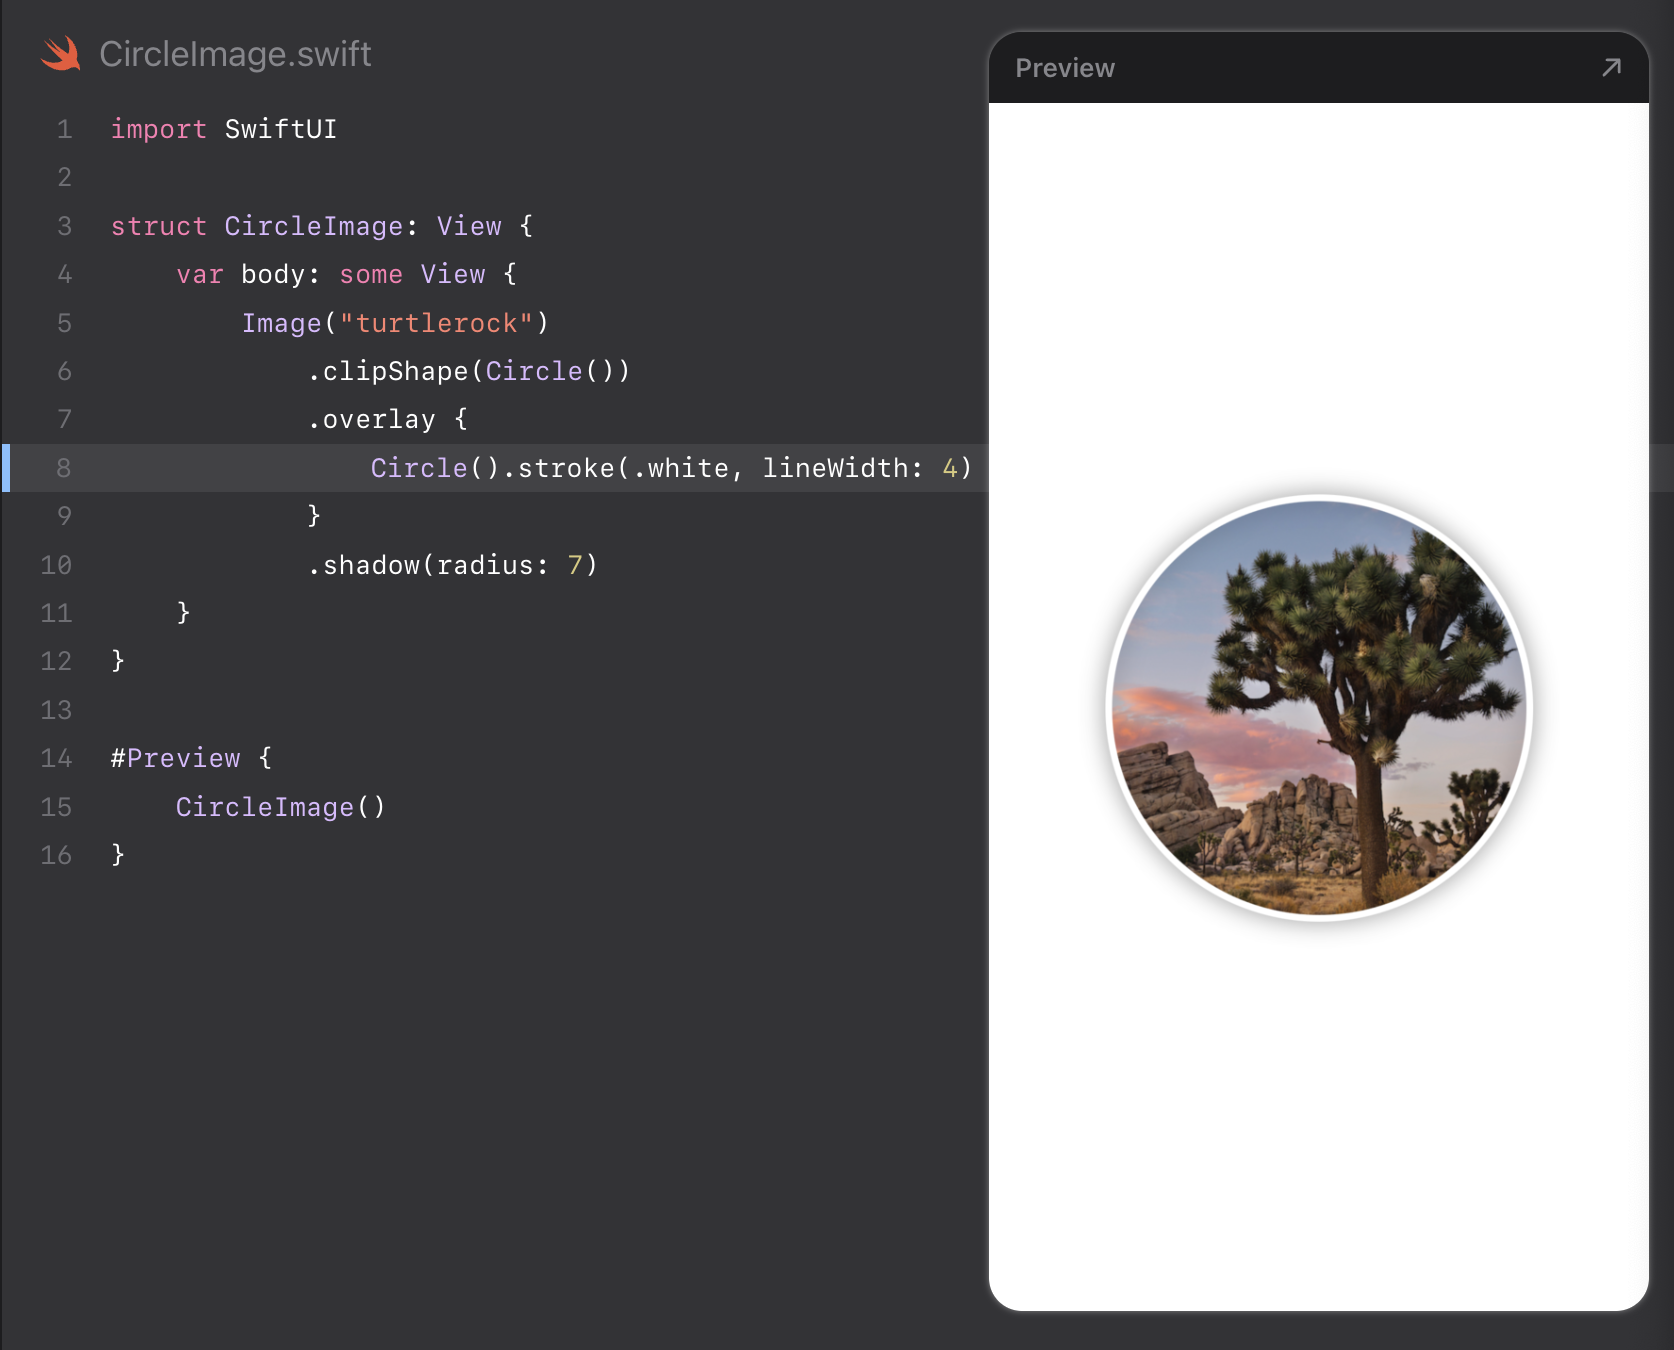 CircleImage.swift
1 import SwiftUI
2
3 struct CircleImage: View {
4     var body: some View {
5         Image("turtlerock")
6             .clipShape(Circle())
7             .overlay {
8                 Circle().stroke(.white, lineWidth: 4)
9             }
10             .shadow(radius: 7)
11     }
12 }
13
14 #Preview {
15     CircleImage()
16 }
Preview